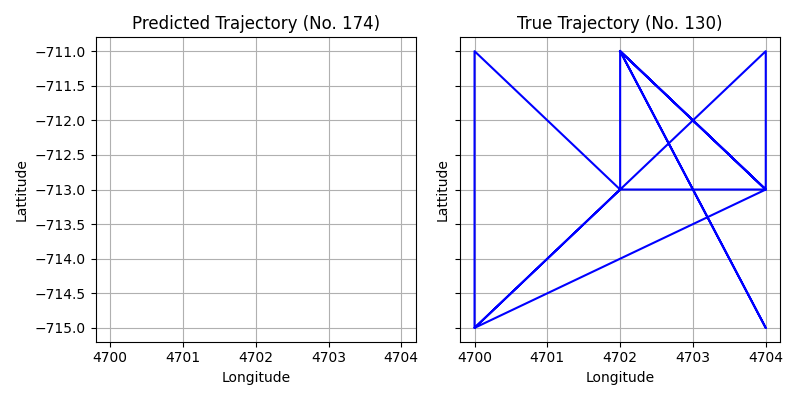 Predicted Trajectory (No. 174)
Lattitude
−711.0
−711.5
−712.0
−712.5
−713.0
−713.5
−714.0
−714.5
−715.0
4700 4701 4702 4703 4704
Longitude
True Trajectory (No. 130)
Lattitude
4700 4701 4702 4703 4704
Longitude